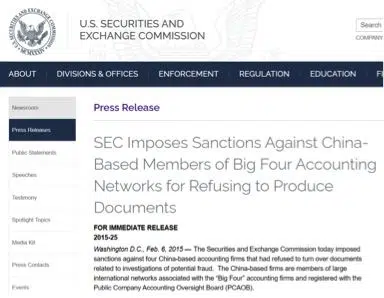 U.S. SECURITIES AND
EXCHANGE COMMISSION
Search
COMPANY
ABOUT DIVISIONS & OFFICES ENFORCEMENT REGULATION EDUCATION
Newsroom
Press Releases
Public Statements
Speeches
Testimony
Spotlight Topics
Media Kit
Press Contacts
Events
Press Release
SEC Imposes Sanctions Against China-
Based Members of Big Four Accounting
Networks for Refusing to Produce
Documents
FOR IMMEDIATE RELEASE
2015-25
Washington D.C., Feb. 6, 2015 — The Securities and Exchange Commission today imposed
sanctions against four China-based accounting firms that had refused to turn over documents
related to investigations of potential fraud. The China-based firms are members of large
international networks associated with the "Big Four" accounting firms and registered with the
Public Company Accounting Oversight Board (PCAOB).